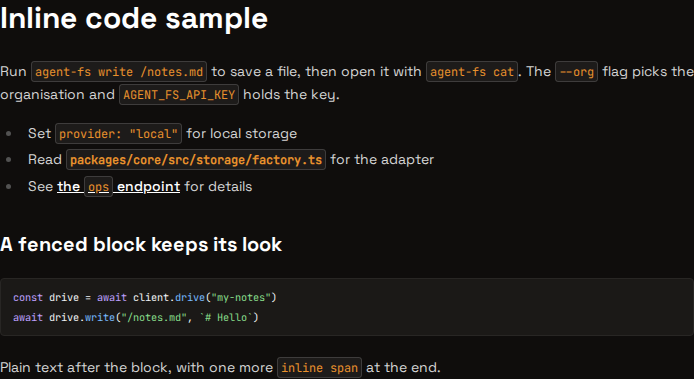 Inline code sample
Run agent-fs write /notes.md to save a file, then open it with agent-fs cat. The --org flag picks the
organisation and AGENT_FS_API_KEY holds the key.
Set provider: "local" for local storage
Read packages/core/src/storage/factory.ts for the adapter
See the ops endpoint for details
A fenced block keeps its look
const drive = await client.drive("my-notes")
await drive.write("/notes.md", `# Hello`)
Plain text after the block, with one more inline span at the end.